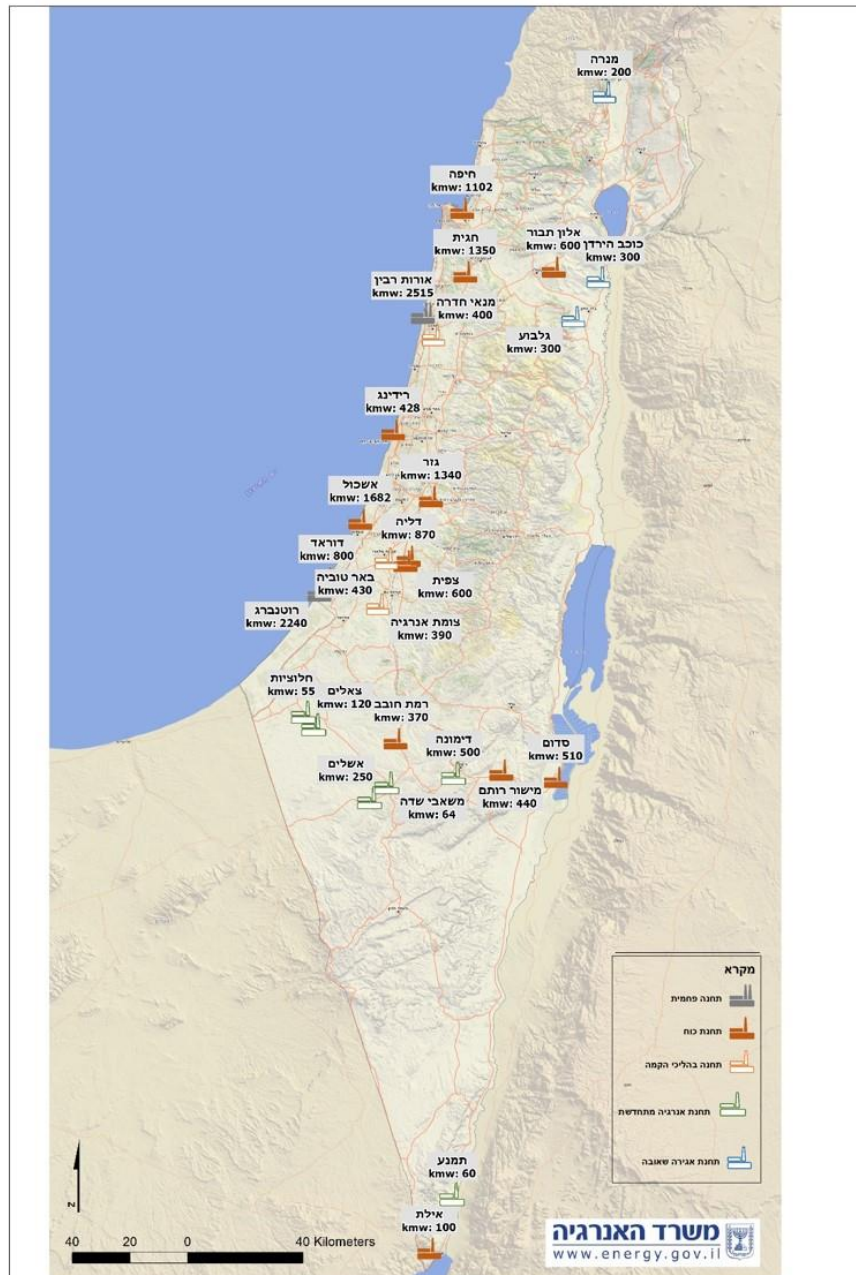 מנרה
kmw: 200
חיפה
kmw: 1102
חגית
kmw: 1350
אלון תבור
kmw: 600
כוכב הירדן
kmw: 300
אורות רבין
kmw: 2515
מנאי חדרה
kmw: 400
גלבוע
kmw: 300
רידינג
kmw: 428
גזר
kmw: 1340
אשכול
kmw: 1682
דליה
kmw: 870
דוראד
kmw: 800
באר טוביה
kmw: 430
צפית
kmw: 600
רוטנברג
kmw: 2240
צומת אנרגיה
kmw: 390
חלוציות
kmw: 55
צאלים
kmw: 120
רמת חובב
kmw: 370
דימונה
kmw: 500
סדום
kmw: 510
אשלים
kmw: 250
משאבי שדה
kmw: 64
מישור רותם
kmw: 440
מקרא
תחנה פחמית
תחנת כוח
תחנה בהליכי הקמה
תחנת אנרגיה מתחדשת
תחנת אגירה שאובה
תמנע
kmw: 60
אילת
kmw: 100
Z
40 20 0 40 Kilometers
משרד האנרגיה
www.energy.gov.il